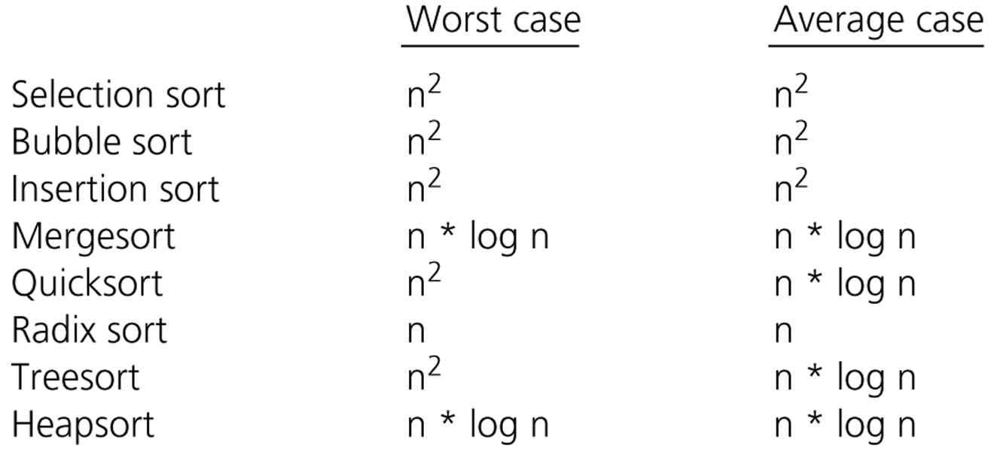 Worst case Average case
Selection sort n² n²
Bubble sort n² n²
Insertion sort n² n²
Mergesort n * log n n * log n
Quicksort n² n * log n
Radix sort n n
Treesort n² n * log n
Heapsort n * log n n * log n